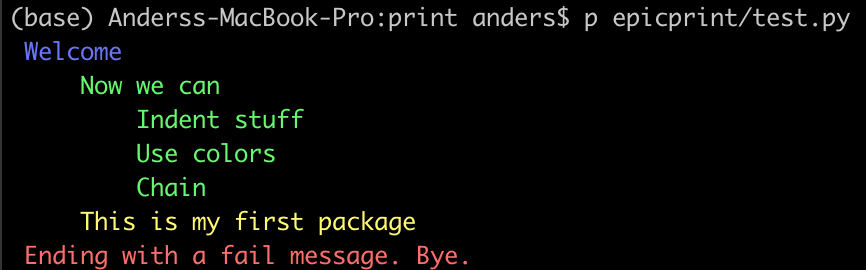 (base) Anderss-MacBook-Pro:print anders$ p epicprint/test.py
Welcome
Now we can
Indent stuff
Use colors
Chain
This is my first package
Ending with a fail message. Bye.